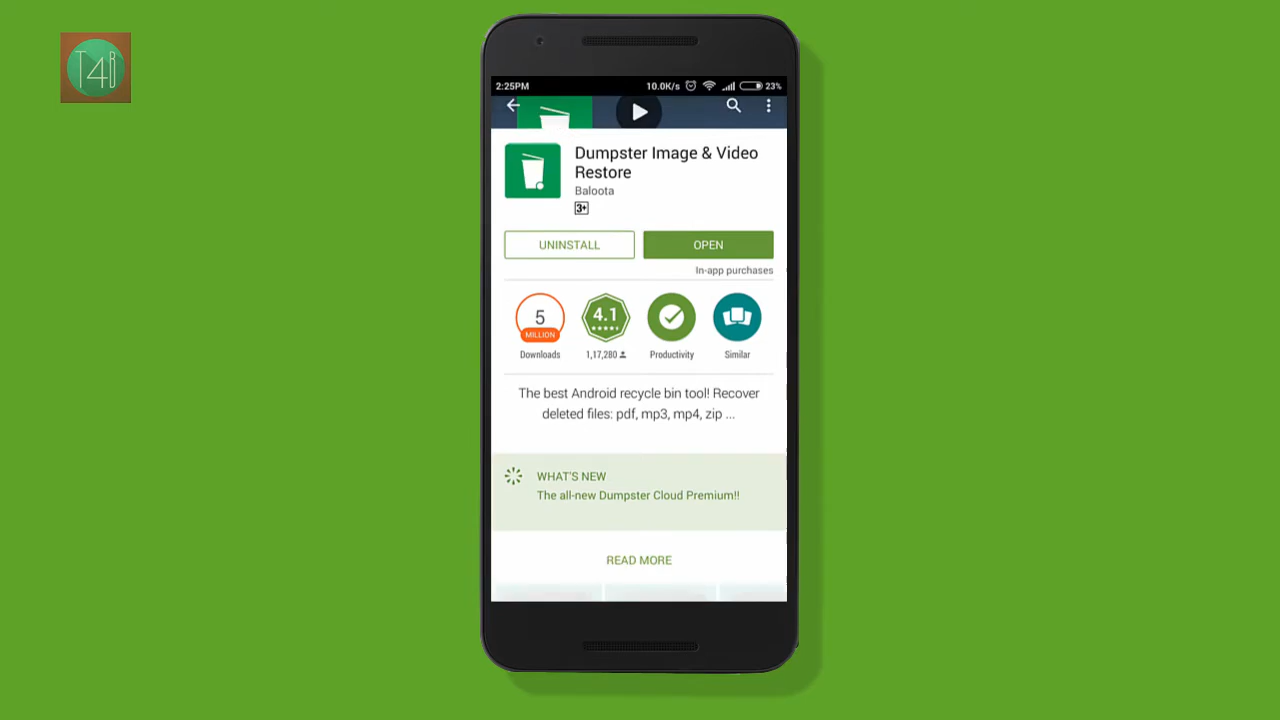 T4B
2:25PM 10.0K/s 23%
Dumpster Image & Video
Restore
Baloota
3+
UNINSTALL OPEN
In-app purchases
5
MILLION
4.1
Downloads 1,17,280 Productivity Similar
The best Android recycle bin tool! Recover
deleted files: pdf, mp3, mp4, zip ...
WHAT'S NEW
The all-new Dumpster Cloud Premium!!
READ MORE